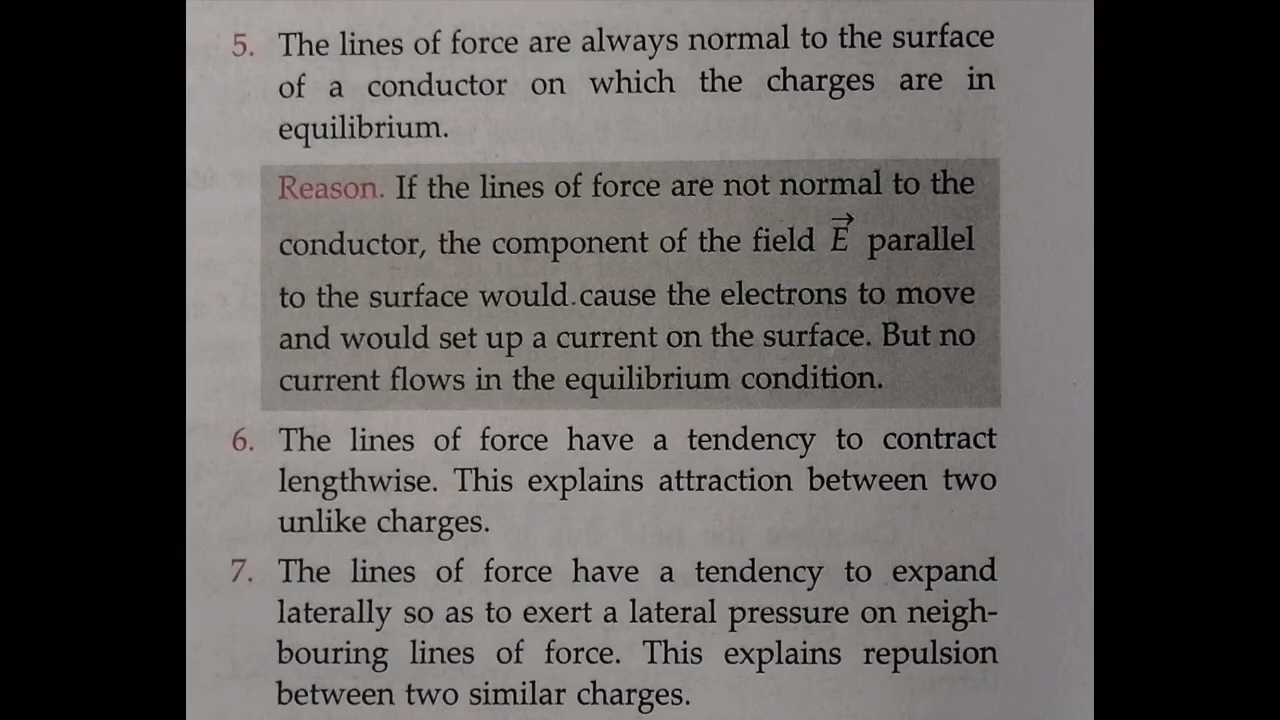 5. The lines of force are always normal to the surface
of a conductor on which the charges are in
equilibrium.
Reason. If the lines of force are not normal to the
conductor, the component of the field E⃗ parallel
to the surface would cause the electrons to move
and would set up a current on the surface. But no
current flows in the equilibrium condition.
6. The lines of force have a tendency to contract
lengthwise. This explains attraction between two
unlike charges.
7. The lines of force have a tendency to expand
laterally so as to exert a lateral pressure on neigh-
bouring lines of force. This explains repulsion
between two similar charges.